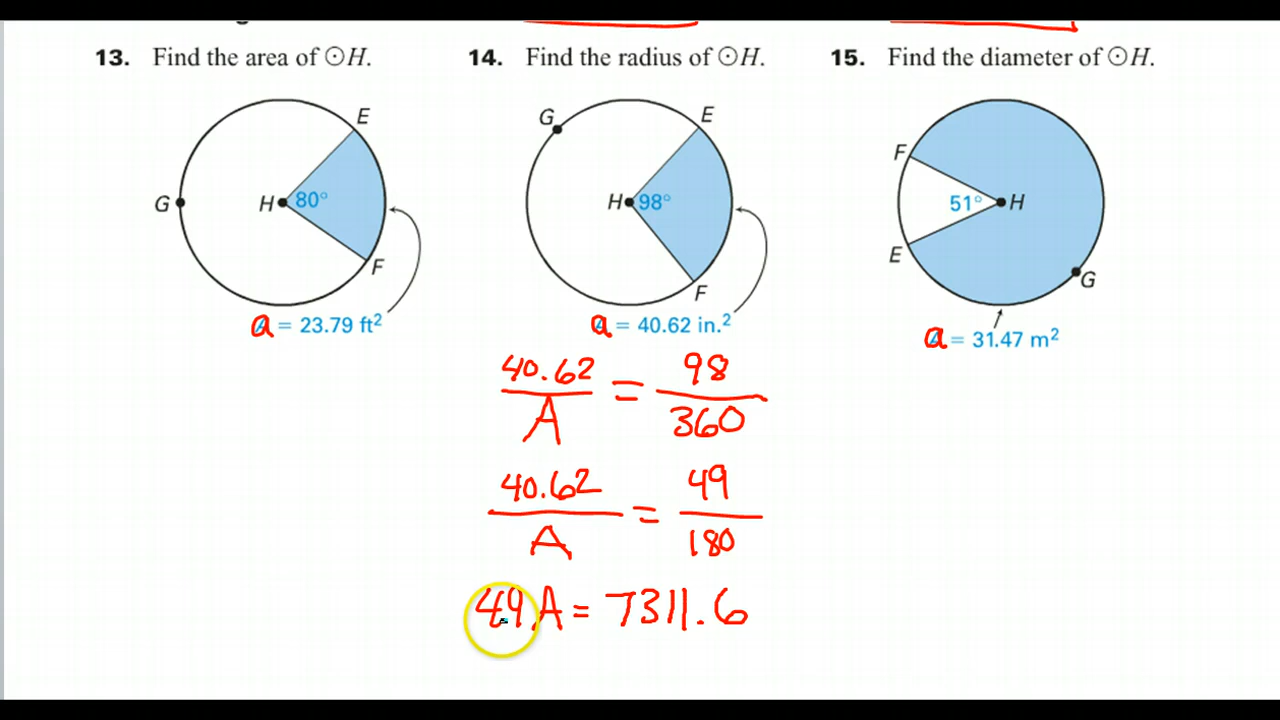 13. Find the area of ⊙H.
E
G
H
80°
F
a = 23.79 ft²
14. Find the radius of ⊙H.
G
E
H
98°
F
a = 40.62 in.²
40.62/A = 98/360
40.62/A = 49/180
49A = 7311.6
15. Find the diameter of ⊙H.
F
51°
H
E
G
a = 31.47 m²